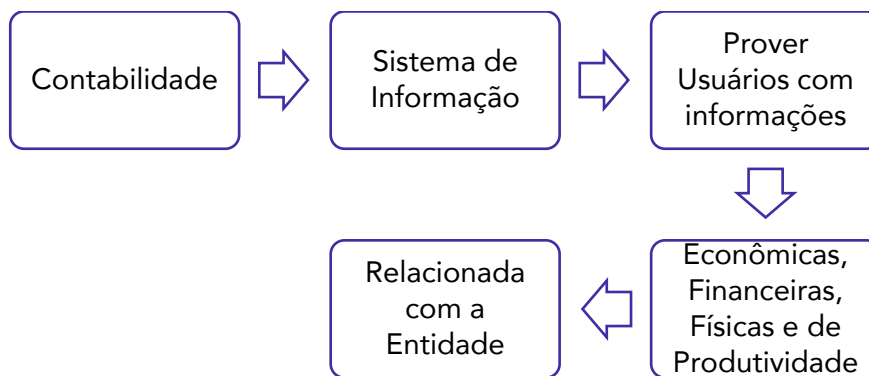 Contabilidade
Sistema de
Informação
Prover
Usuários com
informações
Econômicas,
Financeiras,
Físicas e de
Produtividade
Relacionada
com a
Entidade